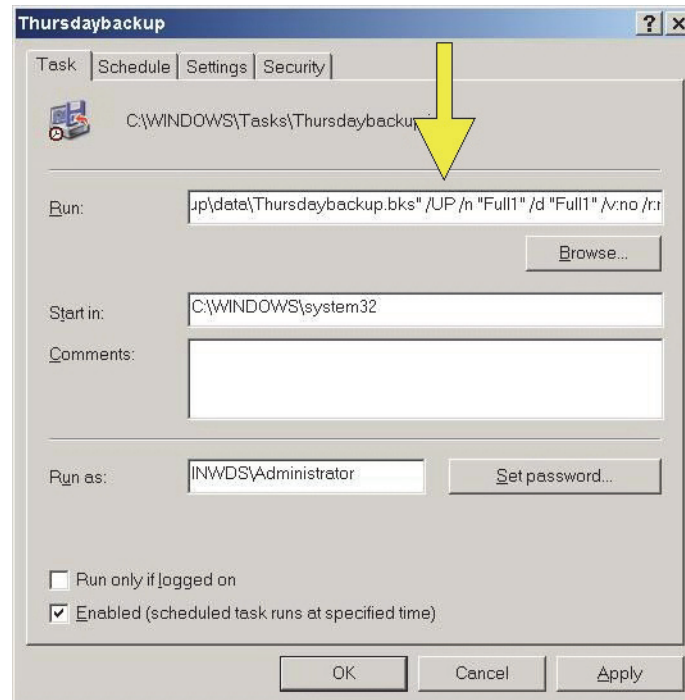 Thursdaybackup
Task Schedule Settings Security
C:\WINDOWS\Tasks\Thursdaybackup
Run: up\data\Thursdaybackup.bks" /UP /n "Full1" /d "Full1" /v:no /r:r
Browse...
Start in: C:\WINDOWS\system32
Comments:
Run as: INWDS\Administrator Set password...
Run only if logged on
Enabled (scheduled task runs at specified time)
OK Cancel Apply